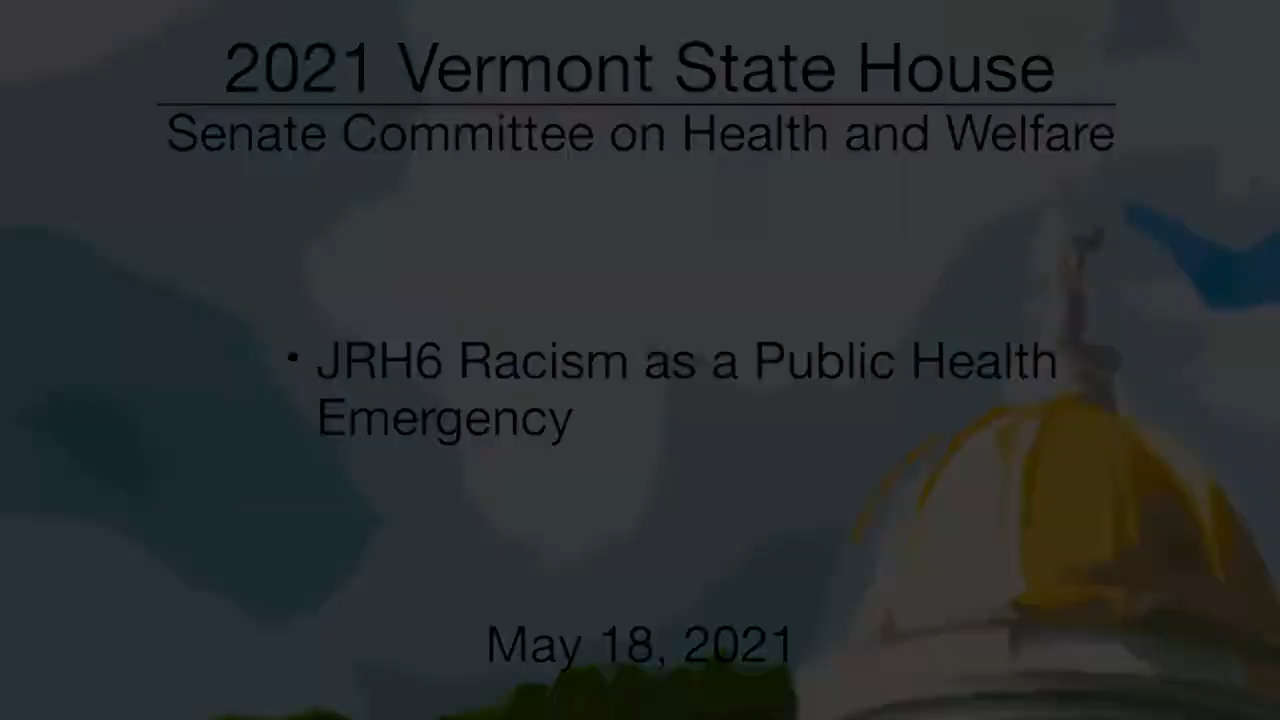 2021 Vermont State House
Senate Committee on Health and Welfare
• JRH6 Racism as a Public Health
Emergency
May 18, 2021